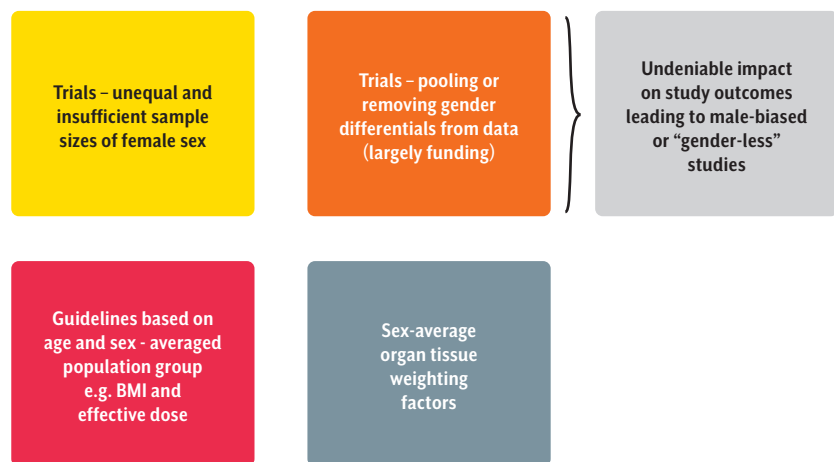 Trials – unequal and
insufficient sample
sizes of female sex
Trials – pooling or
removing gender
differentials from data
(largely funding)
Undeniable impact
on study outcomes
leading to male-biased
or “gender-less”
studies
Guidelines based on
age and sex - averaged
population group
e.g. BMI and
effective dose
Sex-average
organ tissue
weighting
factors